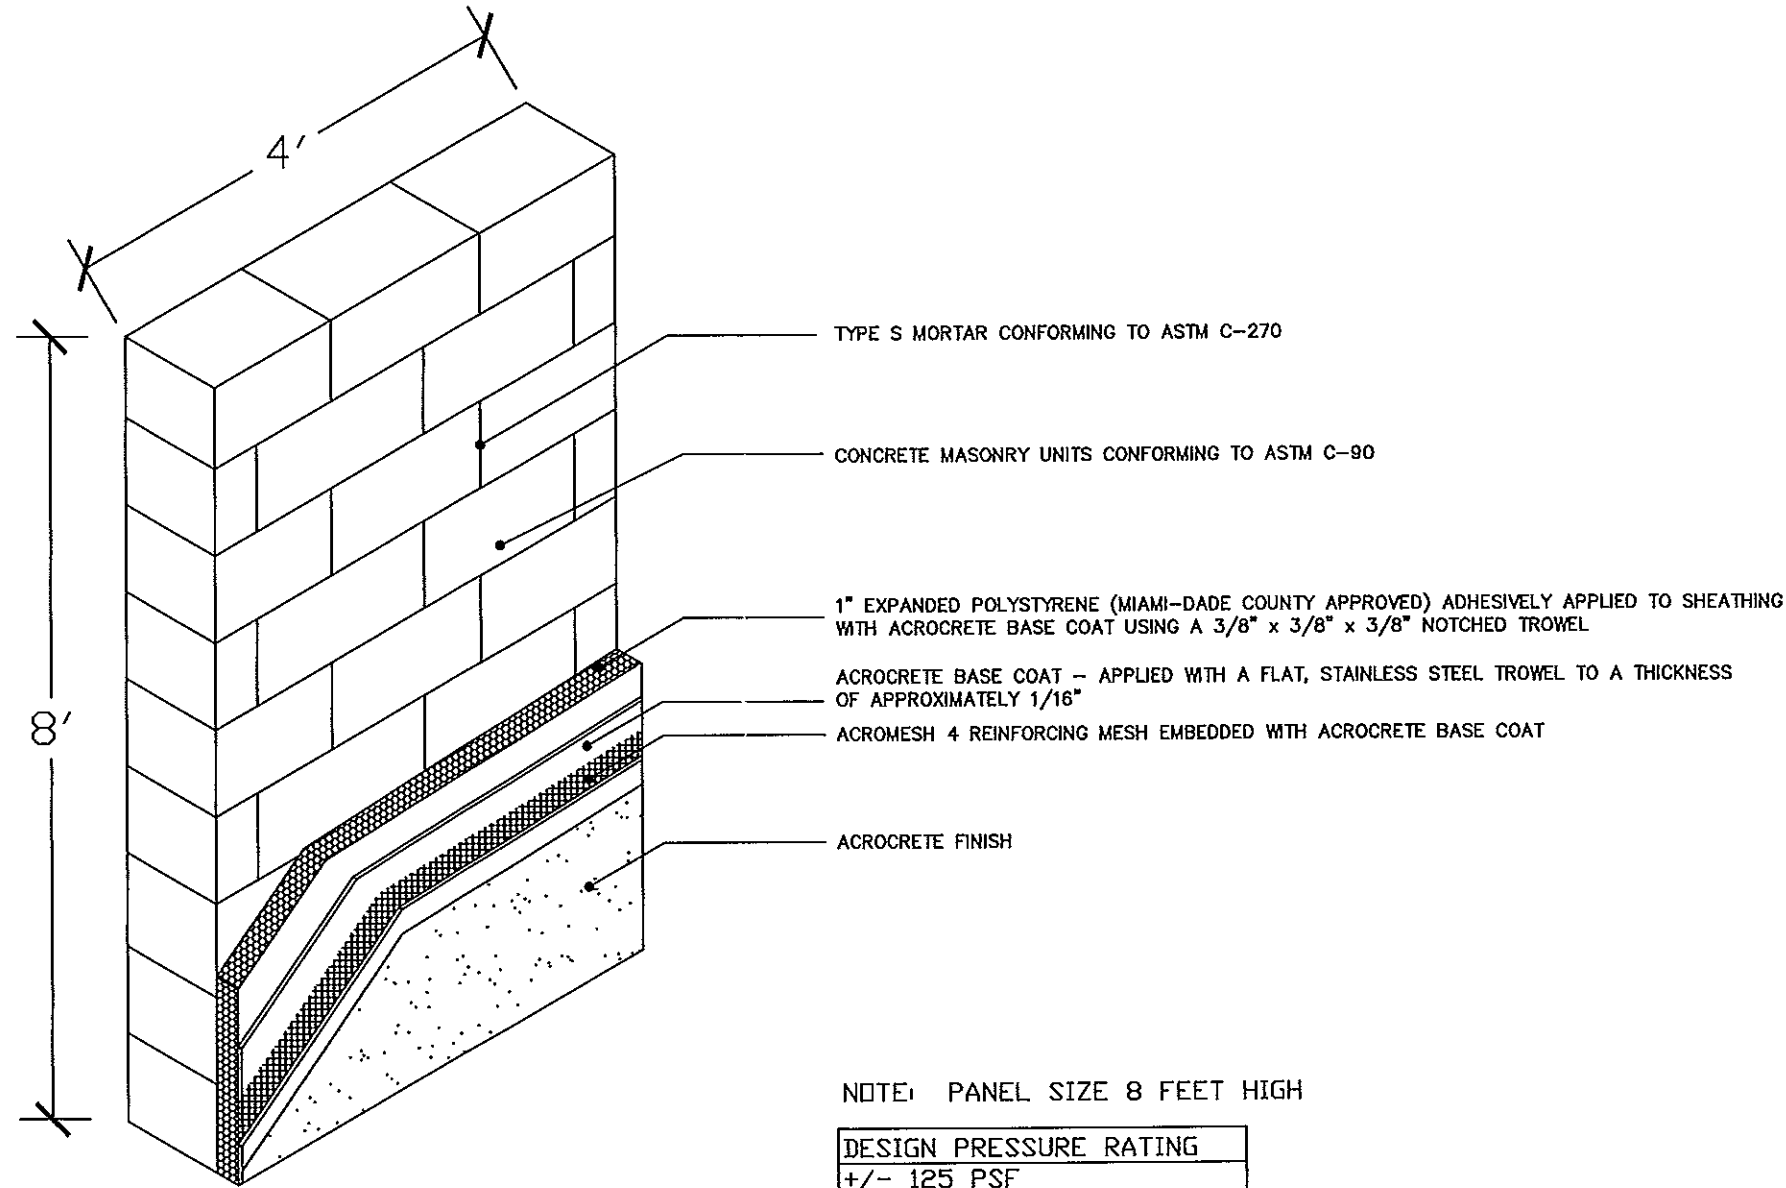 4'
TYPE S MORTAR CONFORMING TO ASTM C-270
CONCRETE MASONRY UNITS CONFORMING TO ASTM C-90
1" EXPANDED POLYSTYRENE (MIAMI-DADE COUNTY APPROVED) ADHESIVELY APPLIED TO SHEATHING
WITH ACROCRETE BASE COAT USING A 3/8" x 3/8" x 3/8" NOTCHED TROWEL
ACROCRETE BASE COAT - APPLIED WITH A FLAT, STAINLESS STEEL TROWEL TO A THICKNESS
OF APPROXIMATELY 1/16"
8'
ACROMESH 4 REINFORCING MESH EMBEDDED WITH ACROCRETE BASE COAT
ACROCRETE FINISH
NOTE: PANEL SIZE 8 FEET HIGH
DESIGN PRESSURE RATING
+/- 125 PSF